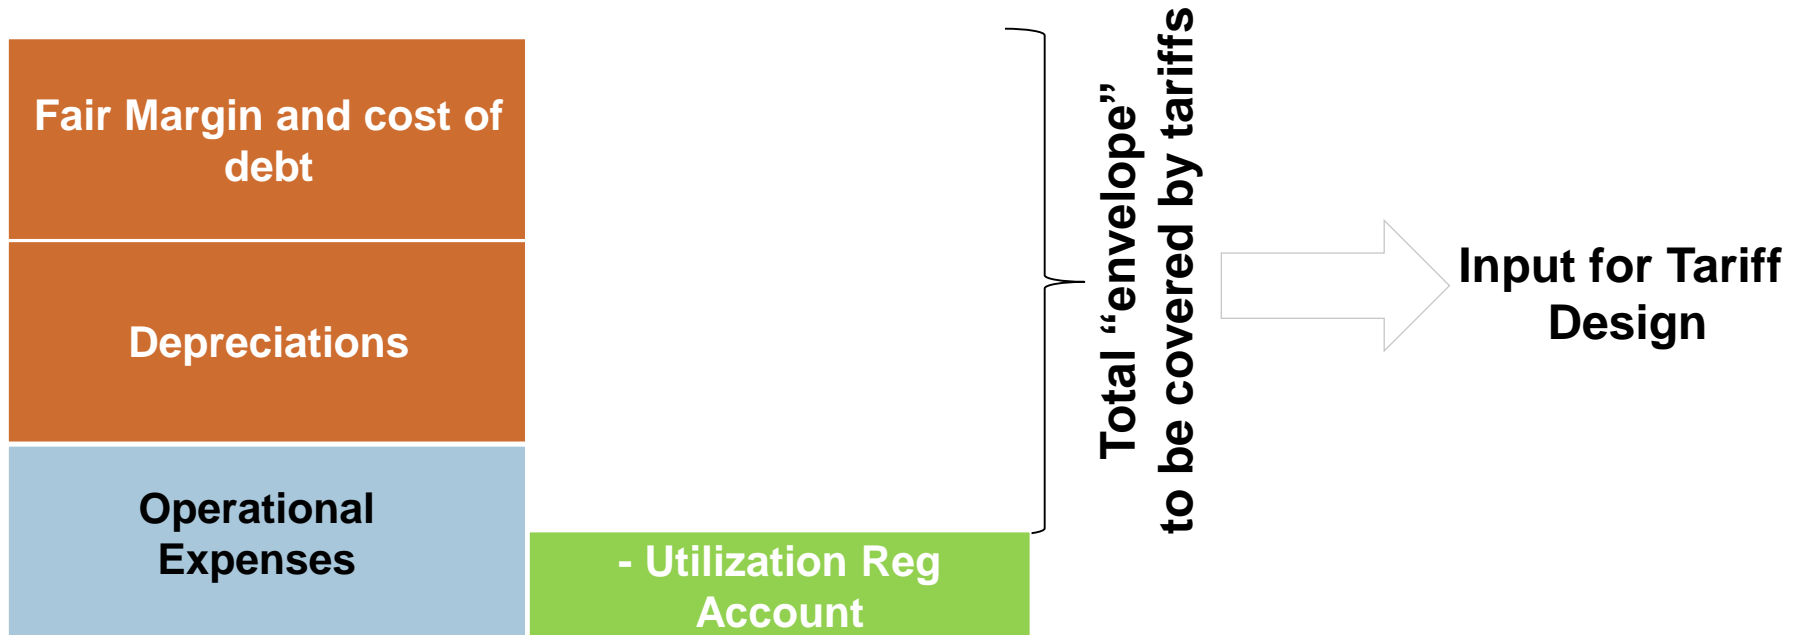 Fair Margin and cost of
debt
Depreciations
Operational
Expenses
- Utilization Reg
Account
Total “envelope”
to be covered by tariffs
Input for Tariff
Design